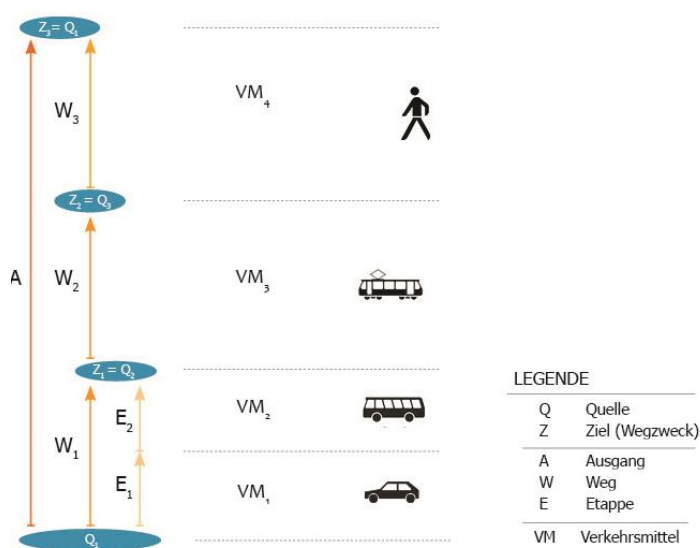 Z₃ = Q₁
W₃
VM₄
Z₂ = Q₃
A
W₂
VM₃
Z₁ = Q₂
E₂
VM₂
W₁
E₁
VM₁
Q₁
LEGENDE
Q Quelle
Z Ziel (Wegzweck)
A Ausgang
W Weg
E Etappe
VM Verkehrsmittel